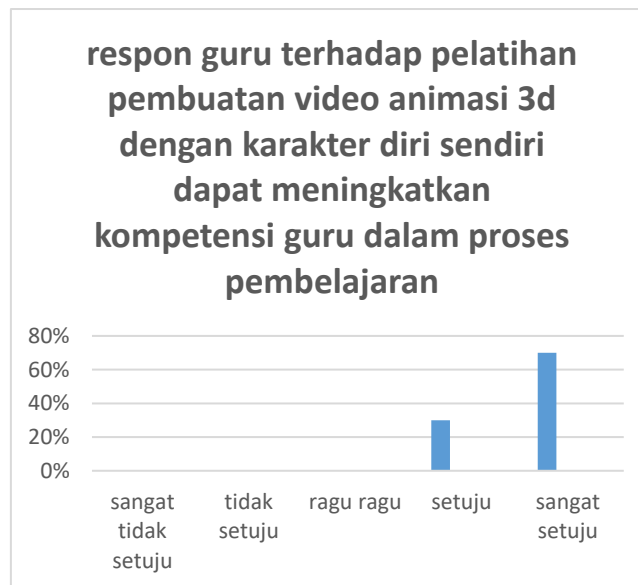 respon guru terhadap pelatihan
pembuatan video animasi 3d
dengan karakter diri sendiri
dapat meningkatkan
kompetensi guru dalam proses
pembelajaran
80%
60%
40%
20%
0%
sangat
tidak
setuju
tidak
setuju
ragu ragu
setuju
sangat
setuju